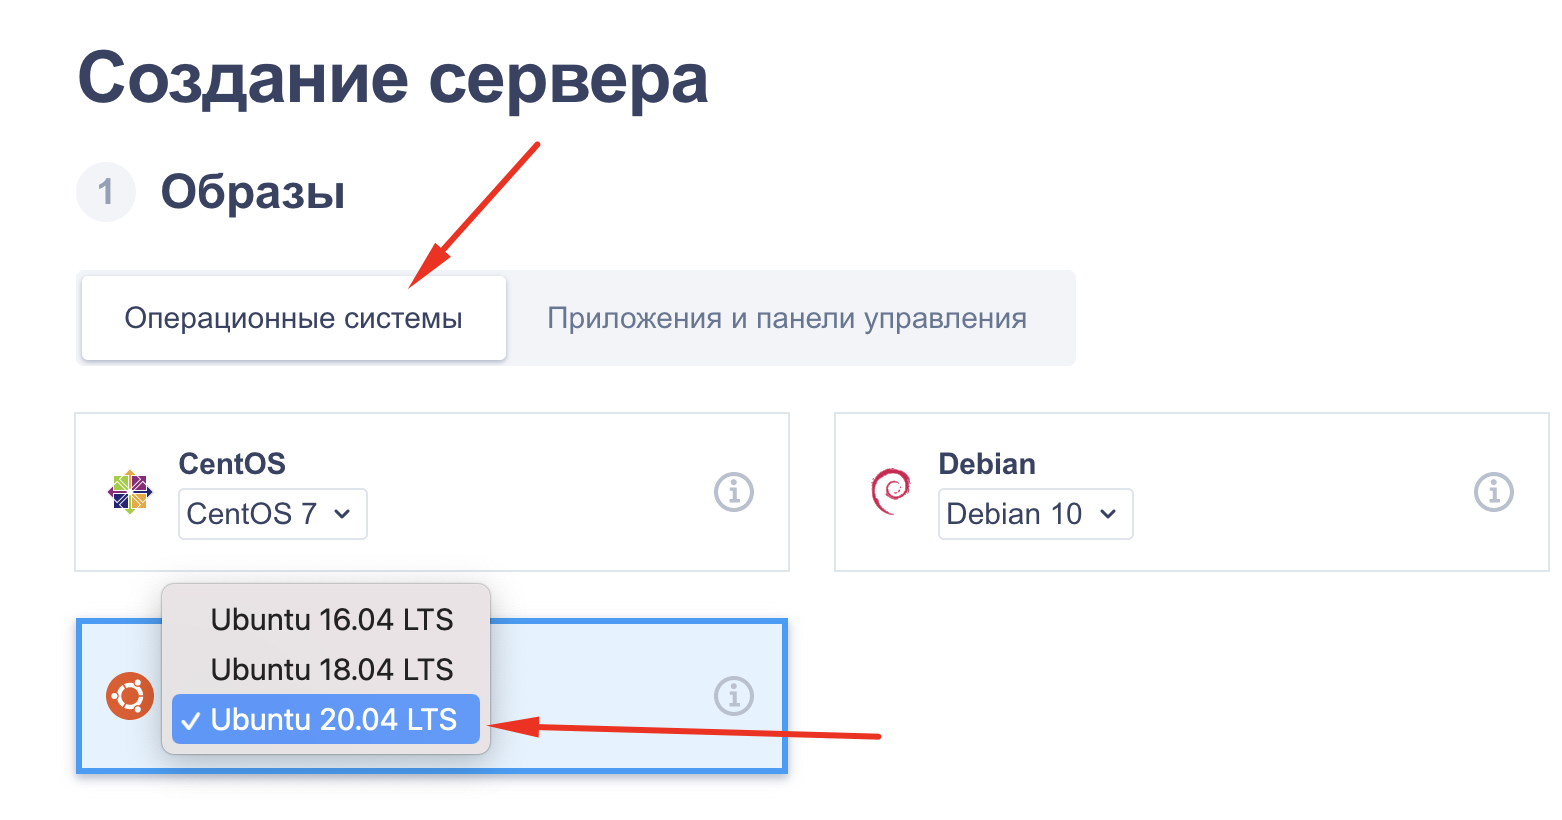 Создание сервера
1 Образы
Операционные системы
Приложения и панели управления
CentOS
CentOS 7
Debian
Debian 10
Ubuntu 16.04 LTS
Ubuntu 18.04 LTS
Ubuntu 20.04 LTS